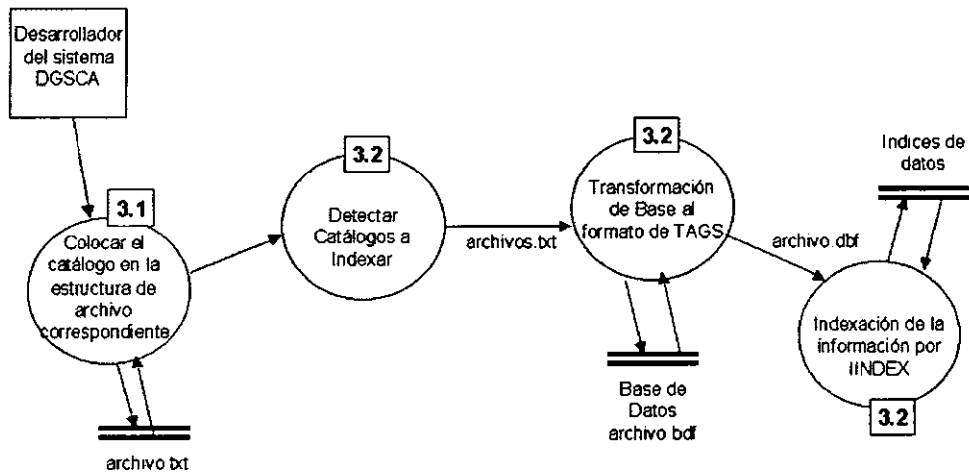 Desarrollador
del sistema
DGSCA
3.1
Colocar el
catálogo en la
estructura de
archivo
correspondiente
archivo.txt
3.2
Detectar
Catálogos a
Indexar
archivos.txt
3.2
Transformación
de Base al
formato de TAGS
Base de
Datos
archivo bdf
archivo.dbf
Indices de
datos
Indexación de la
información por
IINDEX
3.2